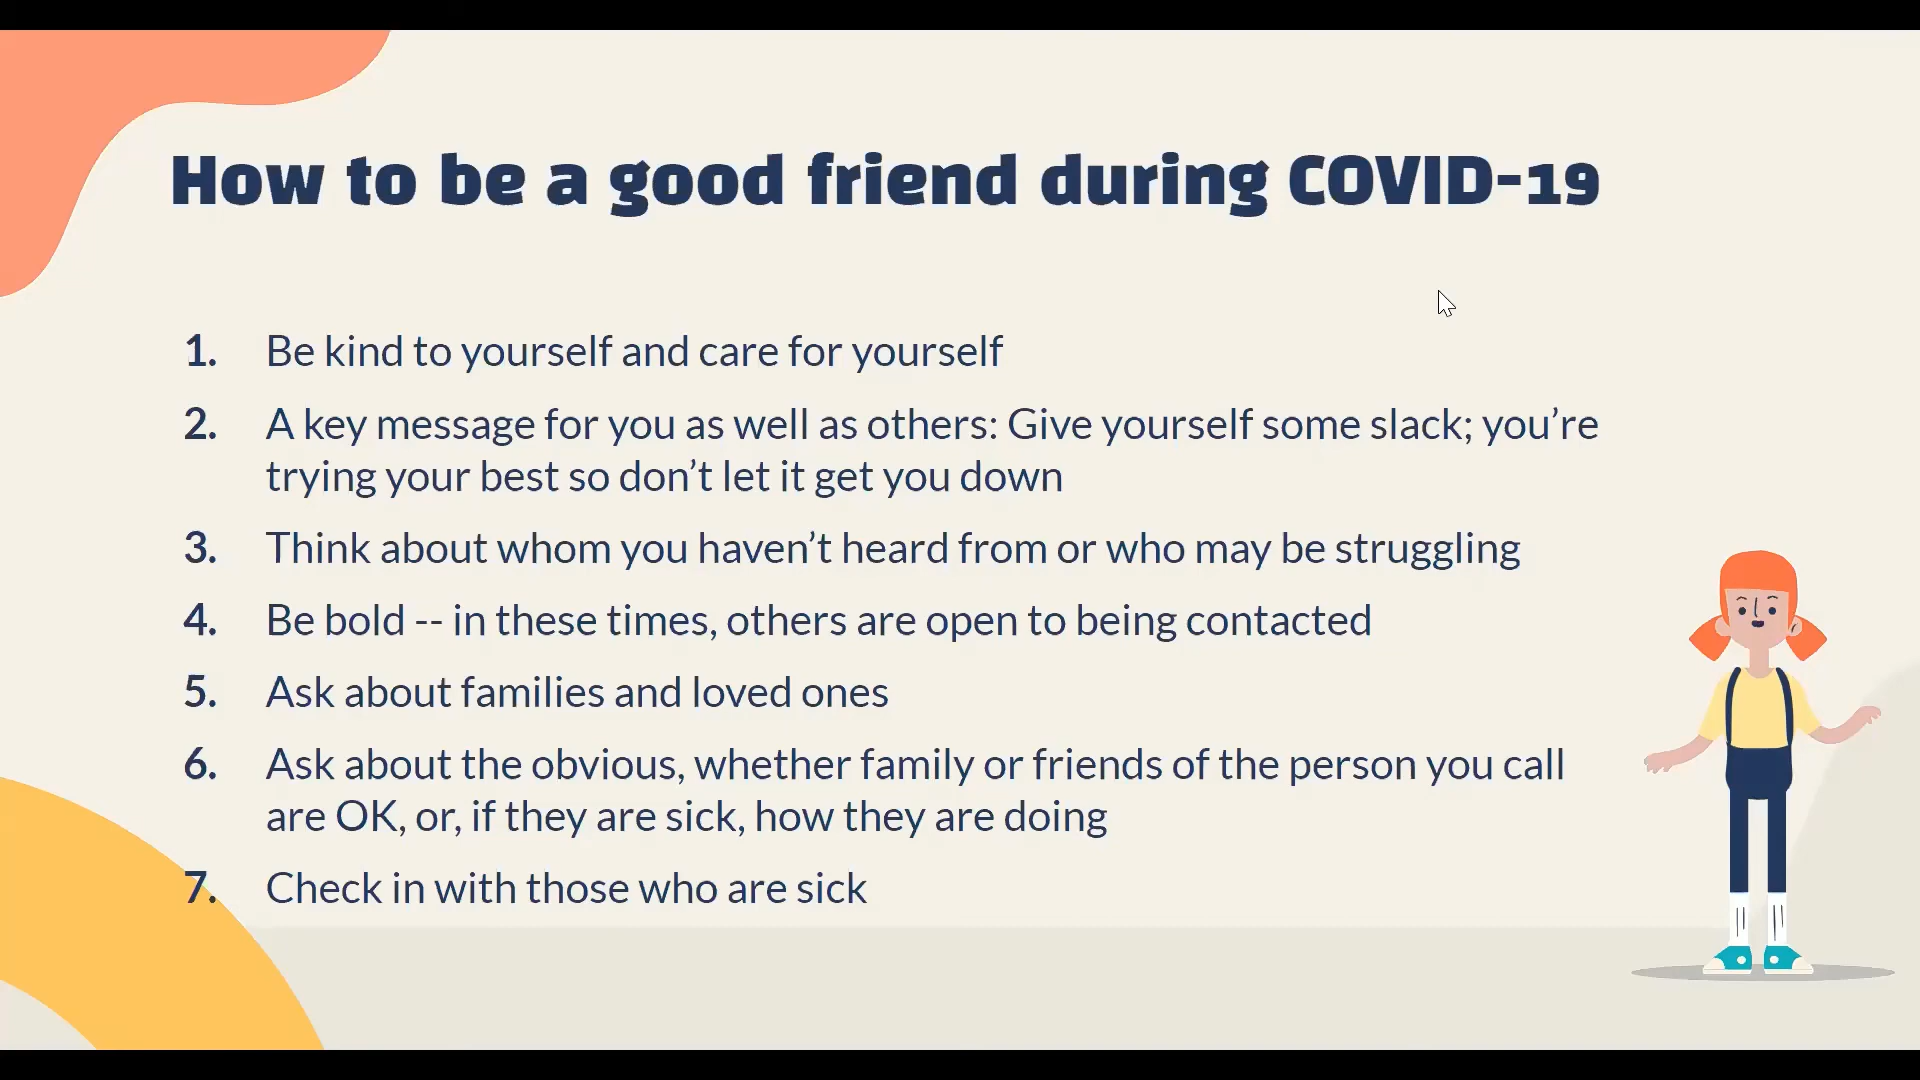 How to be a good friend during COVID-19
1. Be kind to yourself and care for yourself
2. A key message for you as well as others: Give yourself some slack; you’re
trying your best so don’t let it get you down
3. Think about whom you haven’t heard from or who may be struggling
4. Be bold -- in these times, others are open to being contacted
5. Ask about families and loved ones
6. Ask about the obvious, whether family or friends of the person you call
are OK, or, if they are sick, how they are doing
7. Check in with those who are sick